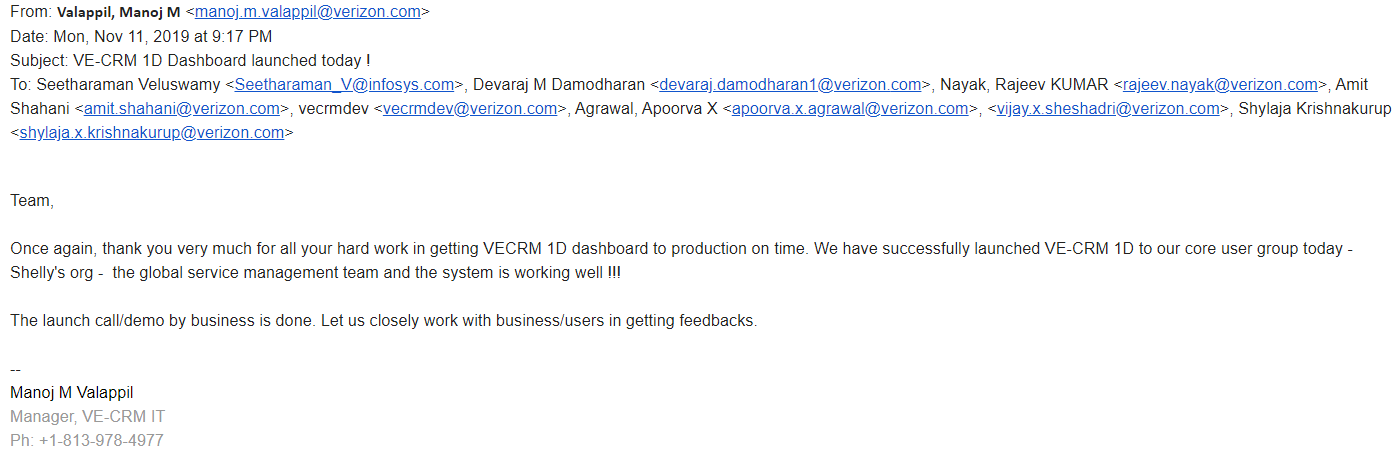 From: Valappil, Manoj M <manoj.m.valappil@verizon.com>
Date: Mon, Nov 11, 2019 at 9:17 PM
Subject: VE-CRM 1D Dashboard launched today !
To: Seetharaman Veluswamy <Seetharaman_V@infosys.com>, Devaraj M Damodharan <devaraj.damodharan1@verizon.com>, Nayak, Rajeev KUMAR <rajeev.nayak@verizon.com>, Amit
Shahani <amit.shahani@verizon.com>, vecrmdev <vecrmdev@verizon.com>, Agrawal, Apoorva X <apoorva.x.agrawal@verizon.com>, <vijay.x.sheshadri@verizon.com>, Shylaja Krishnakurup
<shylaja.x.krishnakurup@verizon.com>
Team,
Once again, thank you very much for all your hard work in getting VECRM 1D dashboard to production on time. We have successfully launched VE-CRM 1D to our core user group today -
Shelly's org -  the global service management team and the system is working well !!!
The launch call/demo by business is done. Let us closely work with business/users in getting feedbacks.
--
Manoj M Valappil
Manager, VE-CRM IT
Ph: +1-813-978-4977